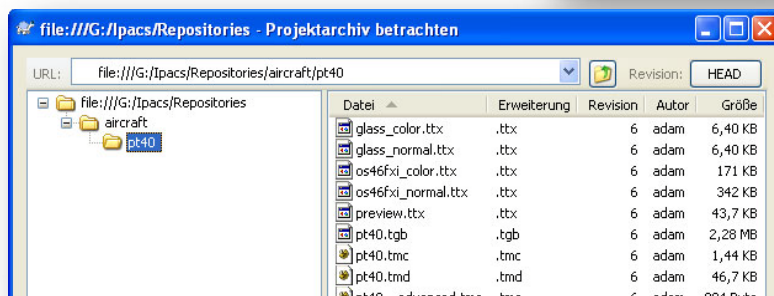 file:///G:/Ipacs/Repositories - Projektarchiv betrachten
URL: file:///G:/Ipacs/Repositories/aircraft/pt40 Revision: HEAD
file:///G:/Ipacs/Repositories
aircraft
pt40
Datei Erweiterung Revision Autor Größe
glass_color.ttx .ttx 6 adam 6,40 KB
glass_normal.ttx .ttx 6 adam 6,40 KB
os46fxi_color.ttx .ttx 6 adam 171 KB
os46fxi_normal.ttx .ttx 6 adam 342 KB
preview.ttx .ttx 6 adam 43,7 KB
pt40.tgb .tgb 6 adam 2,28 MB
pt40.tmc .tmc 6 adam 1,44 KB
pt40.tmd .tmd 6 adam 46,7 KB